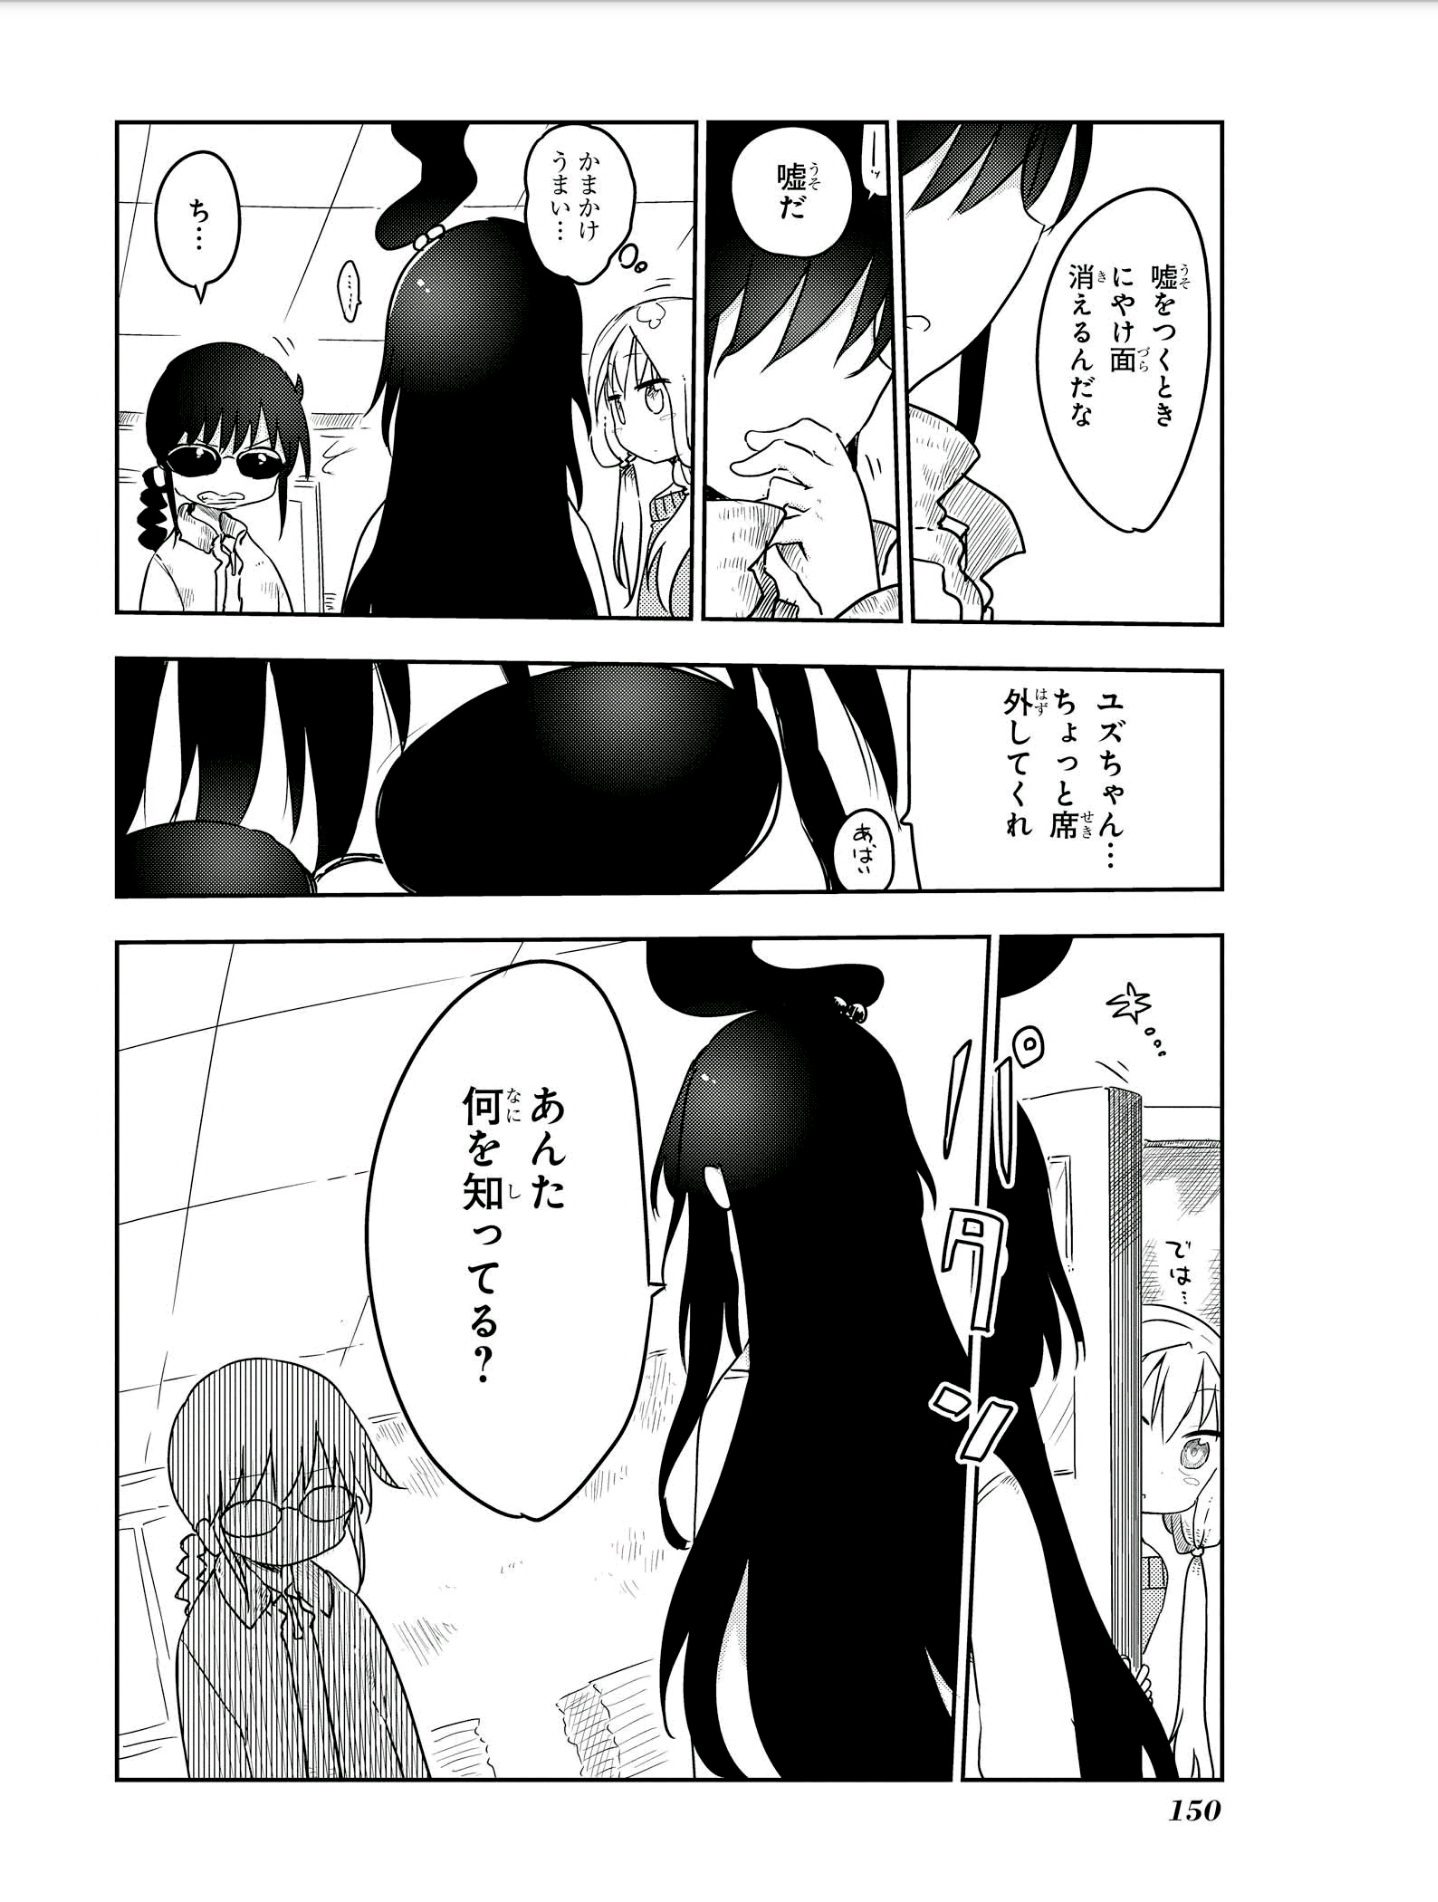 嘘をつくとき
にやけ面
消えるんだな
嘘だ
かまかけ
うまい…
……
ち…
ユズちゃん…
ちょっと席
外してくれ
あ、はい
では…
パタン
あんた
何を知ってる?
150